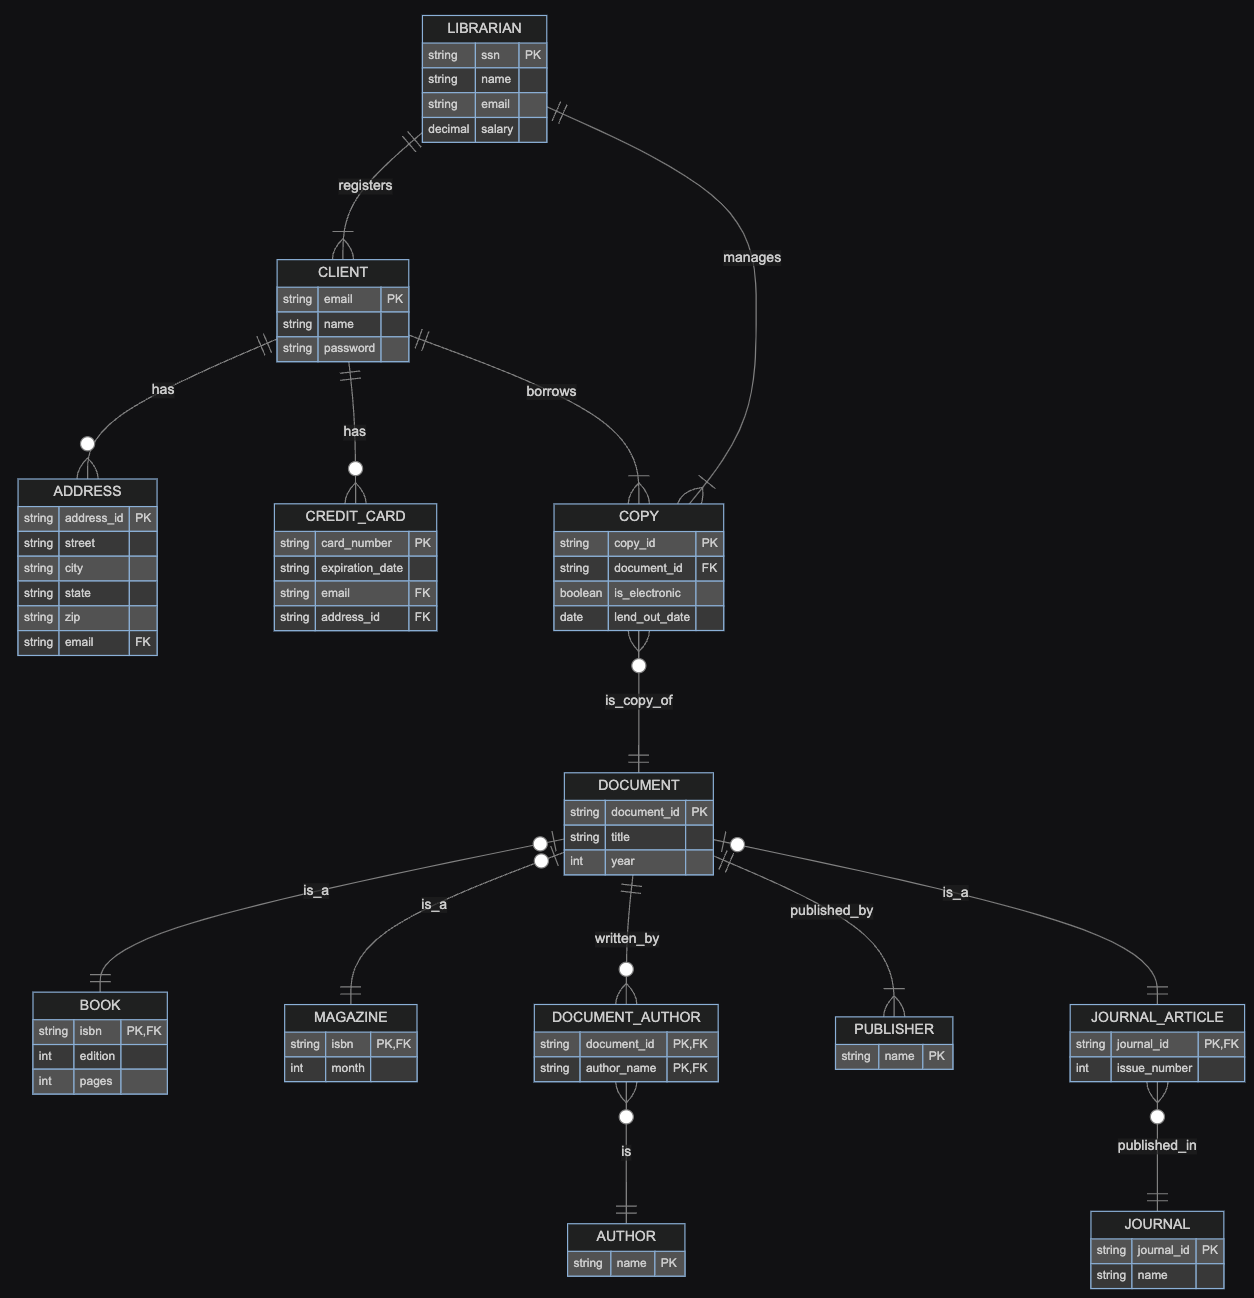 LIBRARIAN
string ssn PK
string name
string email
decimal salary
registers
manages
CLIENT
string email PK
string name
string password
has
has
borrows
ADDRESS
string address_id PK
string street
string city
string state
string zip
string email FK
CREDIT_CARD
string card_number PK
string expiration_date
string email FK
string address_id FK
COPY
string copy_id PK
string document_id FK
boolean is_electronic
date lend_out_date
is_copy_of
DOCUMENT
string document_id PK
string title
int year
is_a
is_a
written_by
published_by
is_a
BOOK
string isbn PK,FK
int edition
int pages
MAGAZINE
string isbn PK,FK
int month
DOCUMENT_AUTHOR
string document_id PK,FK
string author_name PK,FK
PUBLISHER
string name PK
JOURNAL_ARTICLE
string journal_id PK,FK
int issue_number
is
published_in
AUTHOR
string name PK
JOURNAL
string journal_id PK
string name